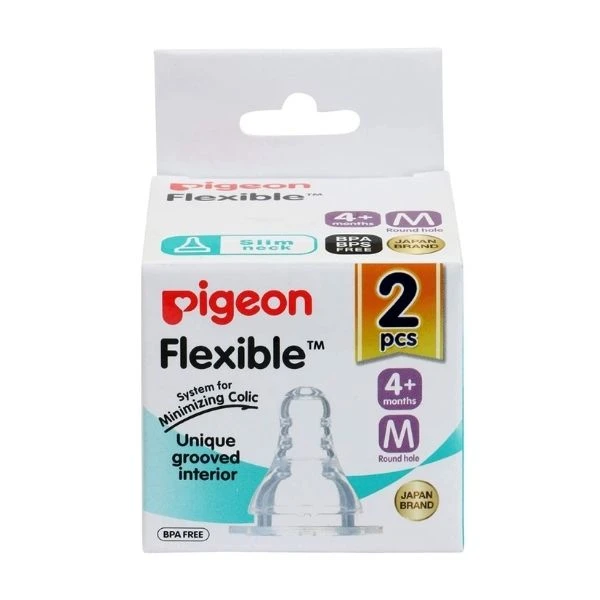 Pigeon
Flexible™
4+
months
M
Round hole
Slim
neck
BPA
BPS
FREE
JAPAN
BRAND
Pigeon
Flexible™
2
pcs
System for
Minimizing Colic
Unique
grooved
interior
4+
months
M
Round hole
JAPAN
BRAND
BPA FREE